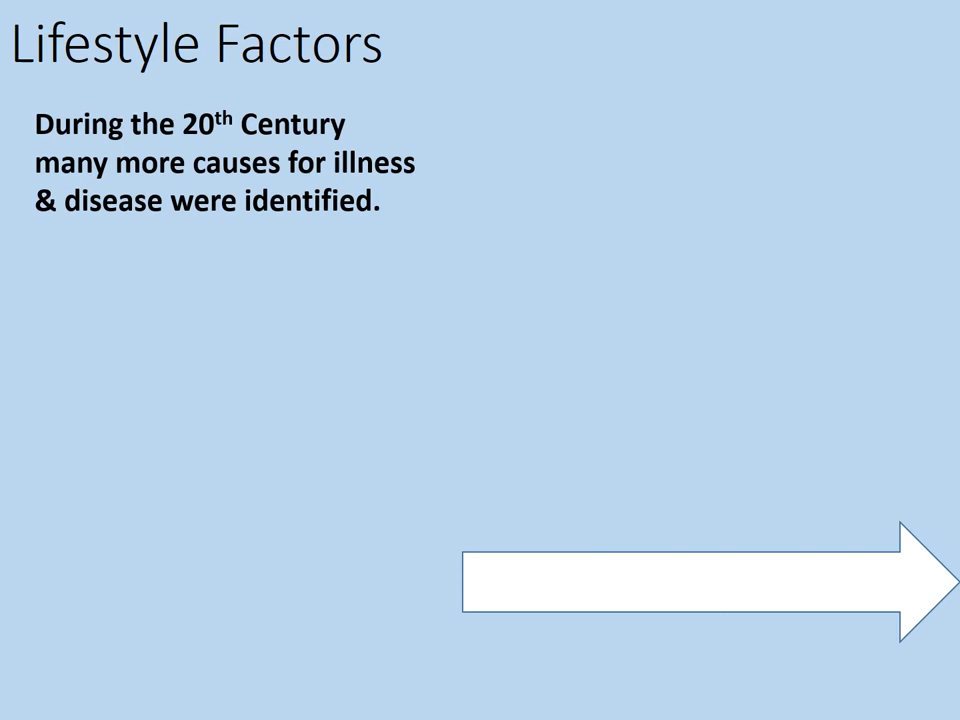 Lifestyle Factors
During the 20th Century
many more causes for illness
& disease were identified.